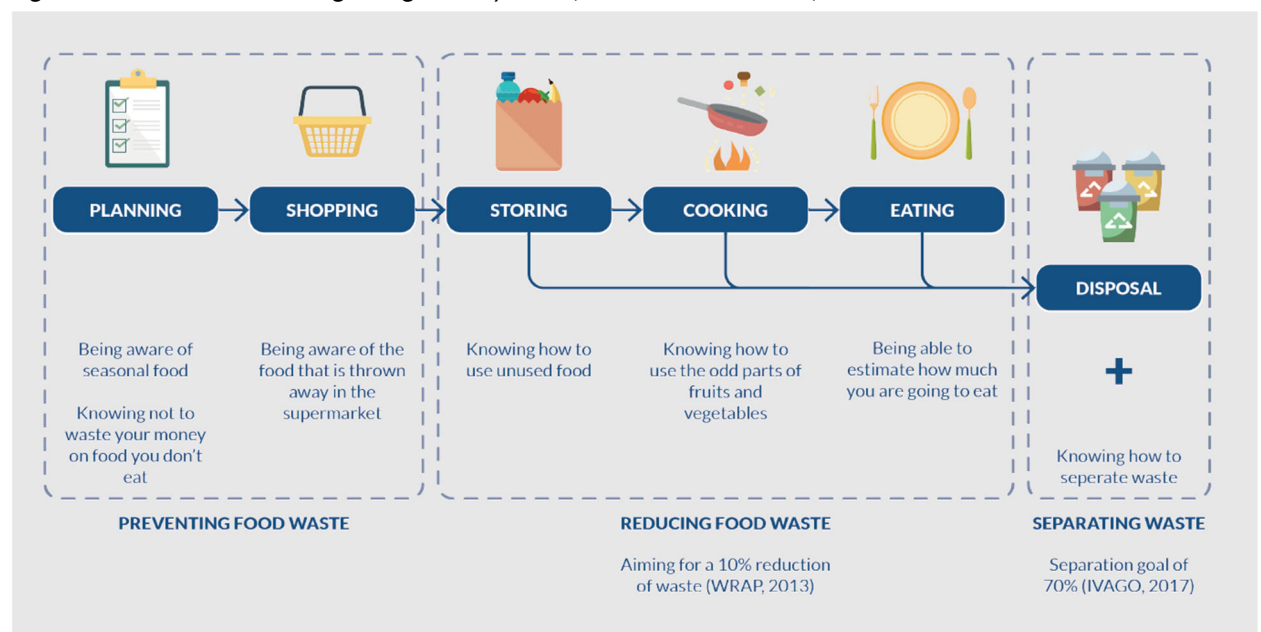 PLANNING
SHOPPING
STORING
COOKING
EATING
DISPOSAL
Being aware of
seasonal food
Knowing not to
waste your money
on food you don't
eat
Being aware of the
food that is thrown
away in the
supermarket
Knowing how to
use unused food
Knowing how to
use the odd parts of
fruits and
vegetables
Being able to
estimate how much
you are going to eat
+
Knowing how to
seperate waste
PREVENTING FOOD WASTE
REDUCING FOOD WASTE
Aiming for a 10% reduction
of waste (WRAP, 2013)
SEPARATING WASTE
Separation goal of
70% (IVAGO, 2017)